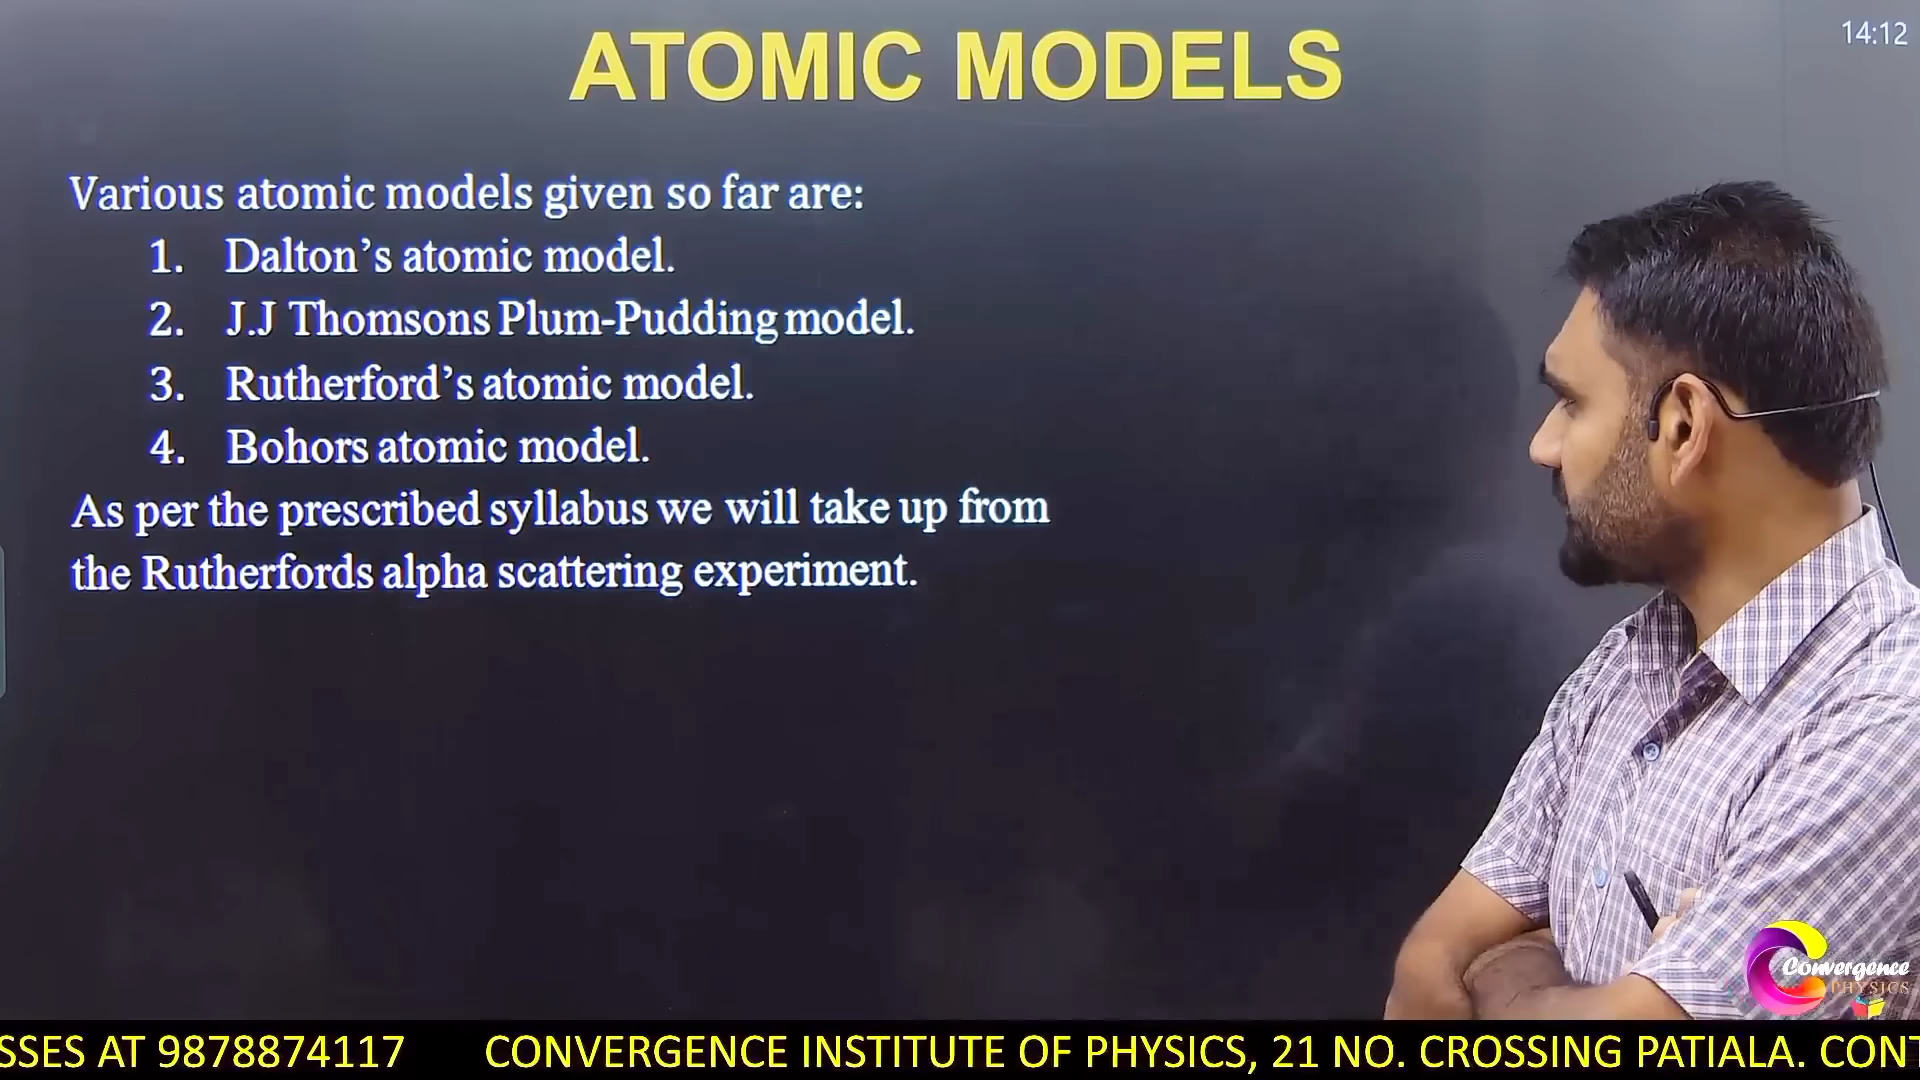 ATOMIC MODELS
14:12
Various atomic models given so far are:
1. Dalton’s atomic model.
2. J.J Thomsons Plum-Pudding model.
3. Rutherford’s atomic model.
4. Bohors atomic model.
As per the prescribed syllabus we will take up from
the Rutherfords alpha scattering experiment.
Convergence
PHYSICS
SSES AT 9878874117 CONVERGENCE INSTITUTE OF PHYSICS, 21 NO. CROSSING PATIALA. CONT